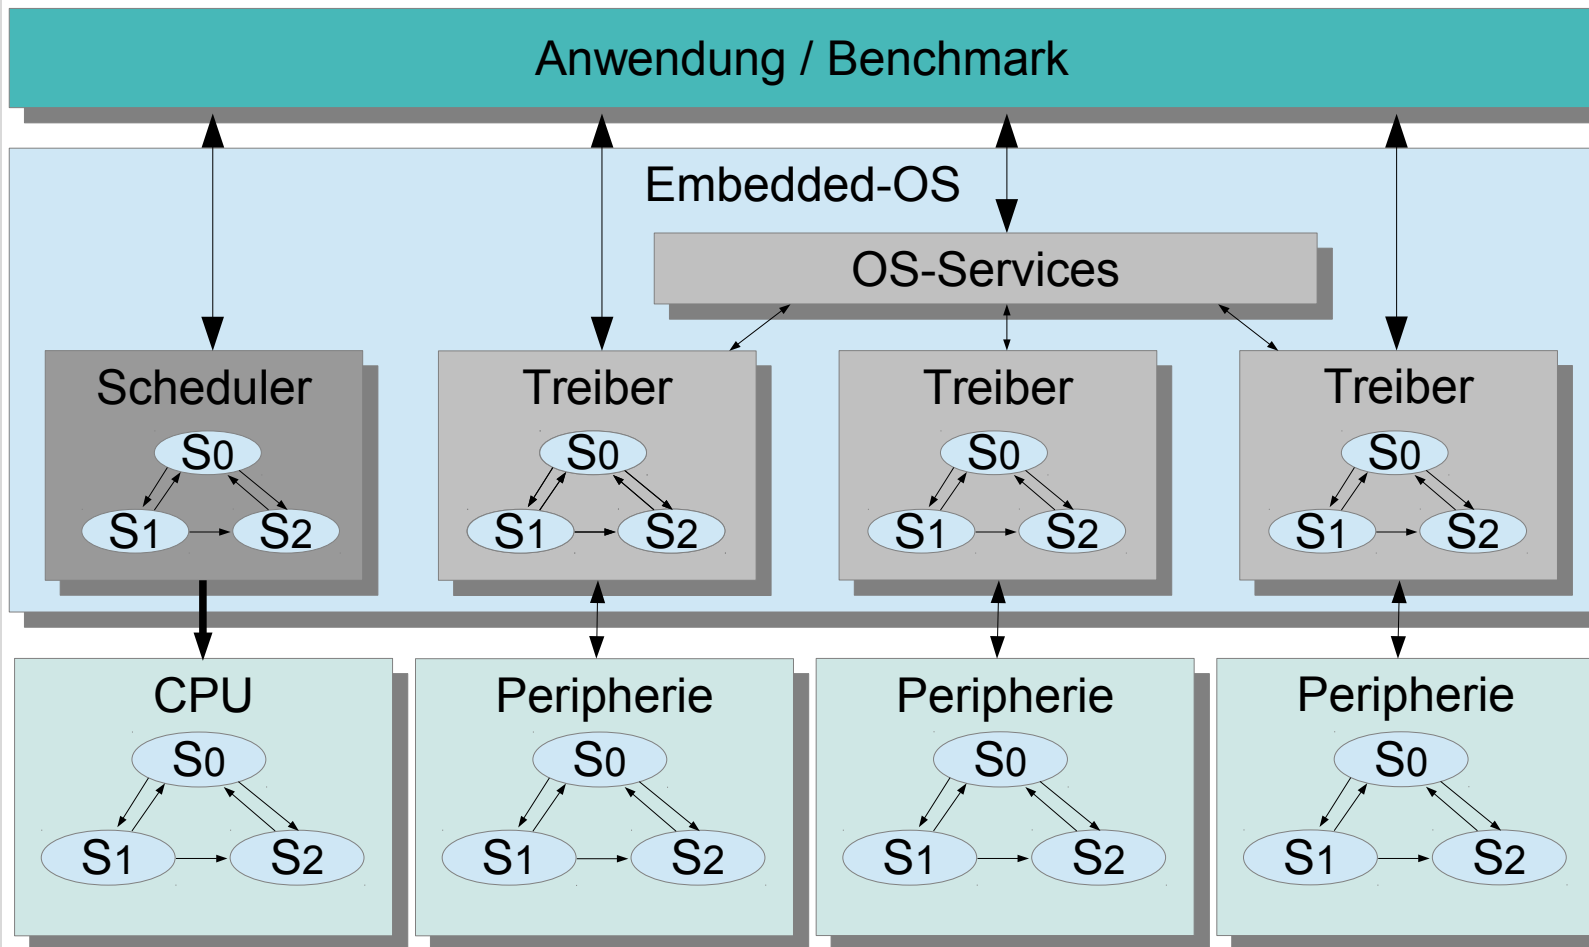 Anwendung / Benchmark
Embedded-OS
OS-Services
Scheduler
S0
S1
S2
Treiber
S0
S1
S2
Treiber
S0
S1
S2
Treiber
S0
S1
S2
CPU
S0
S1
S2
Peripherie
S0
S1
S2
Peripherie
S0
S1
S2
Peripherie
S0
S1
S2